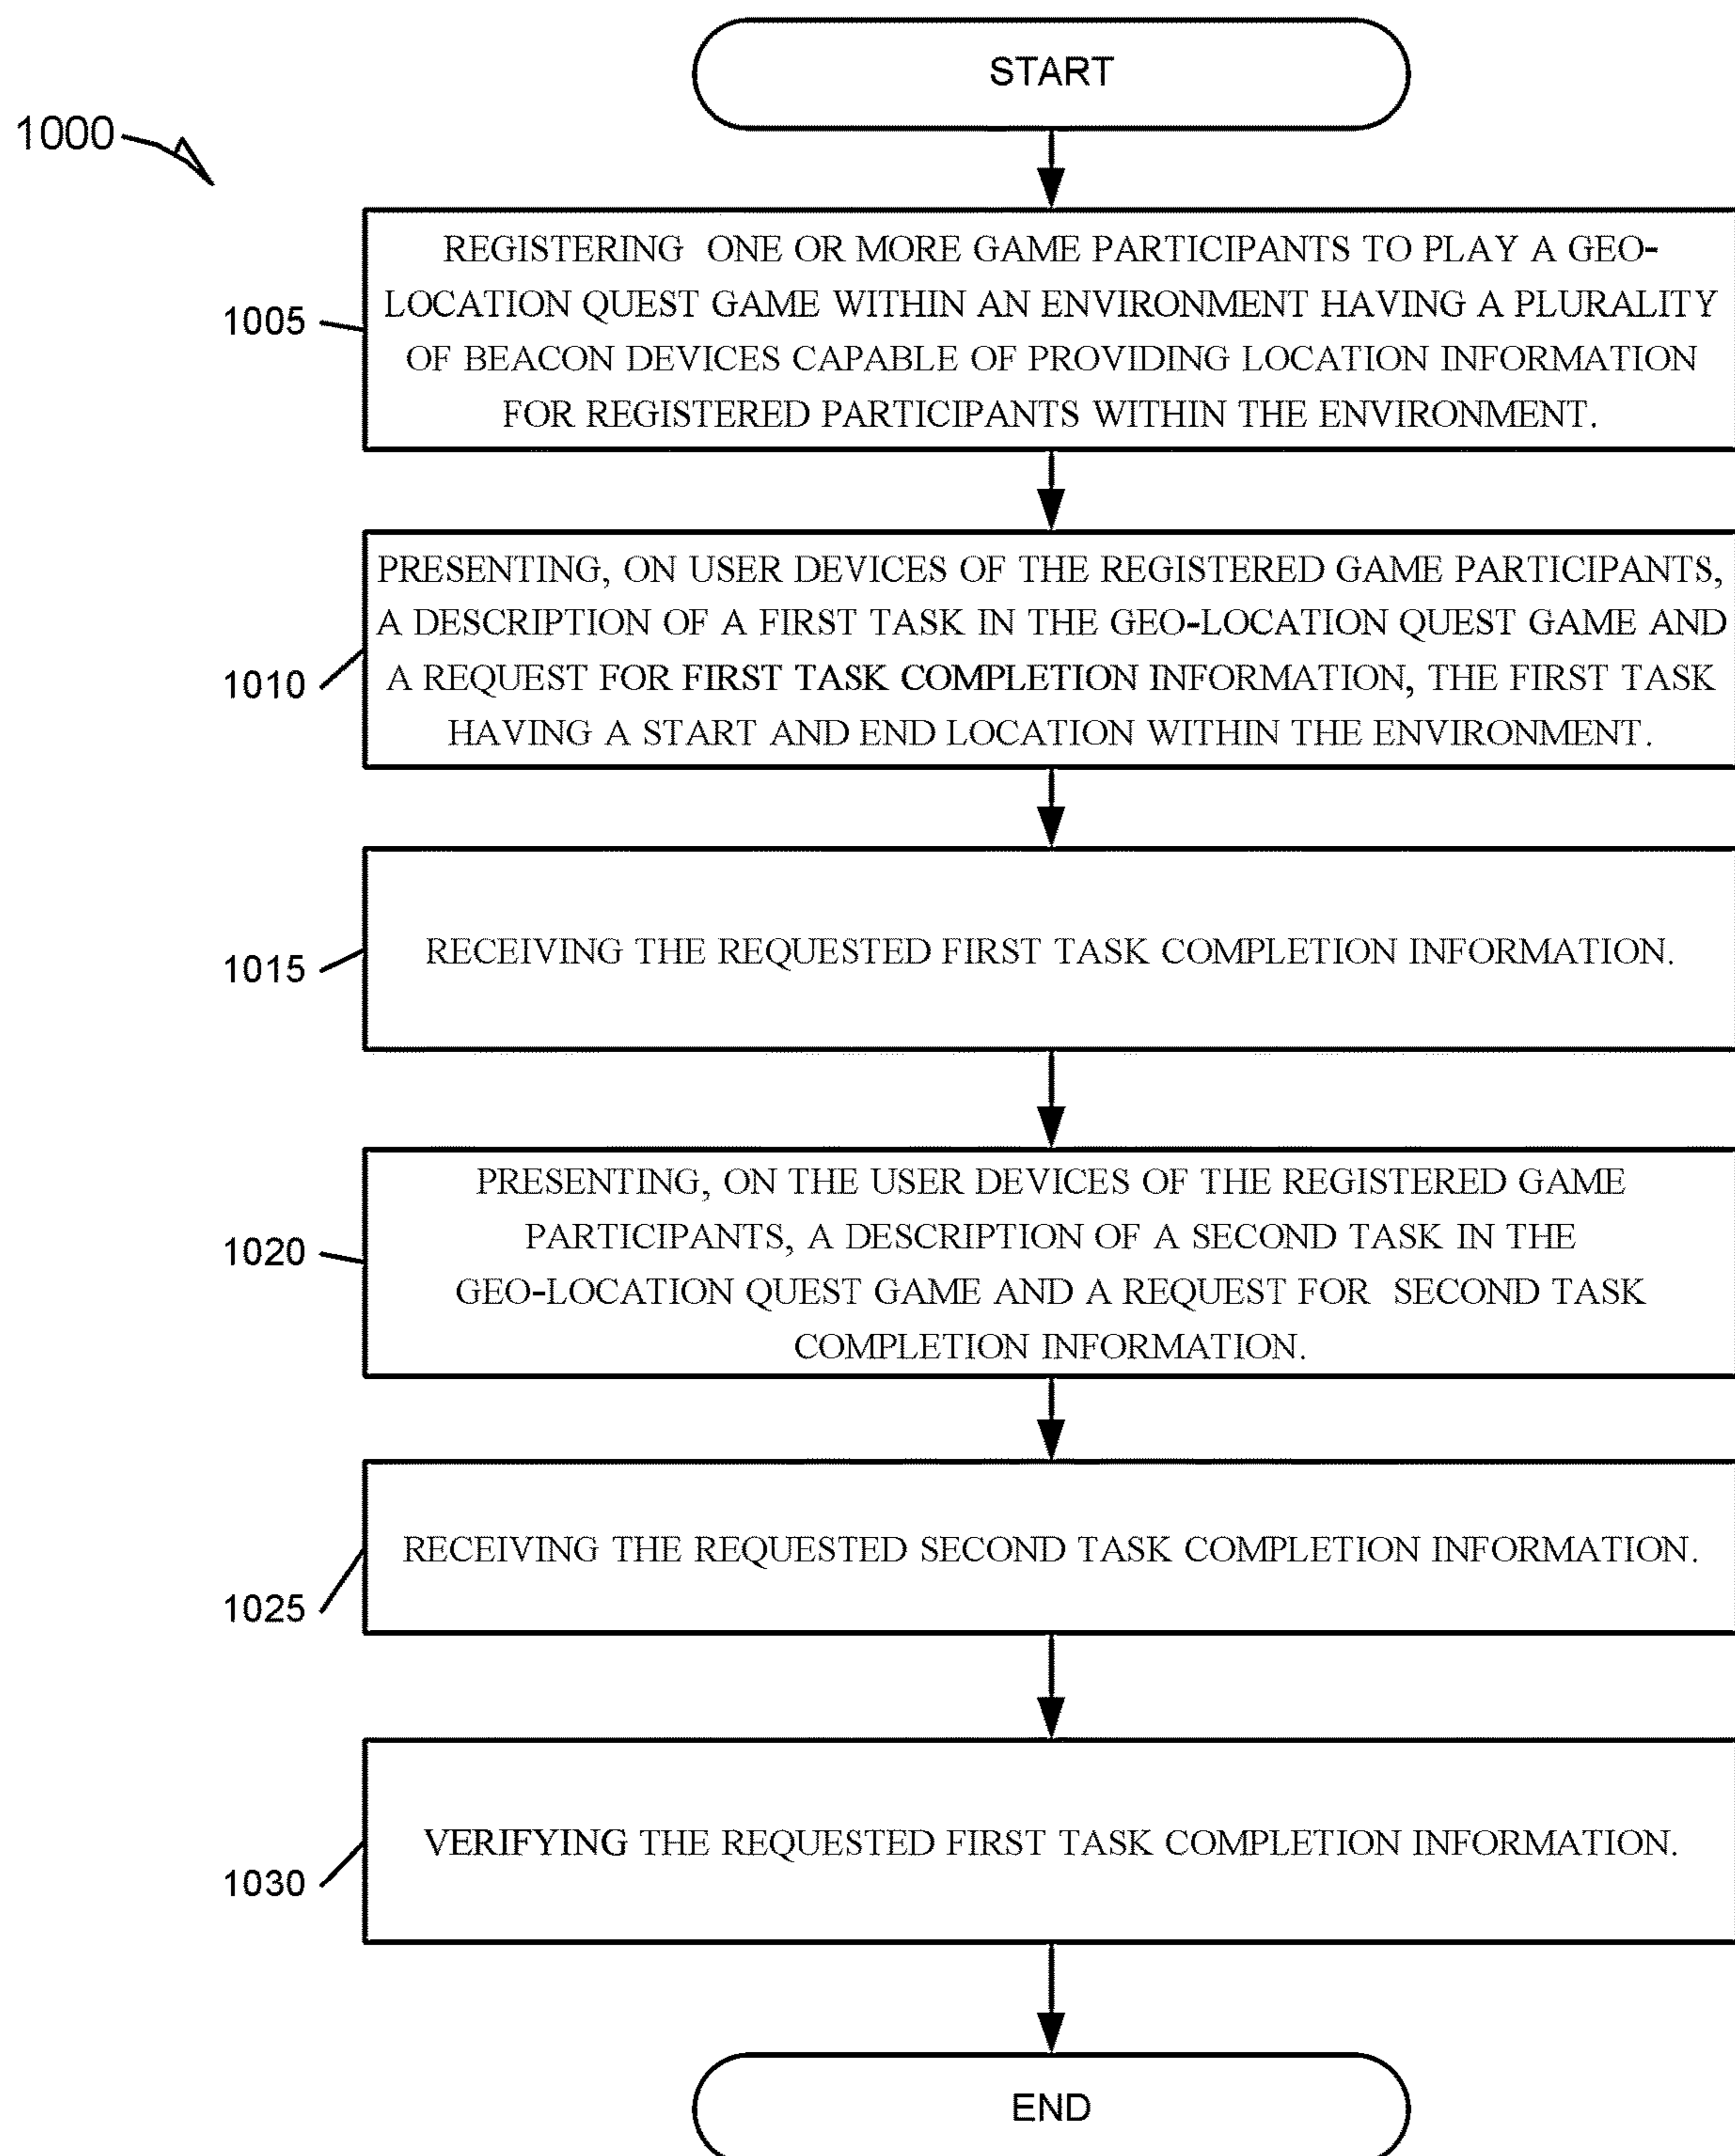 START
1000
REGISTERING ONE OR MORE GAME PARTICIPANTS TO PLAY A GEO-
LOCATION QUEST GAME WITHIN AN ENVIRONMENT HAVING A PLURALITY
OF BEACON DEVICES CAPABLE OF PROVIDING LOCATION INFORMATION
FOR REGISTERED PARTICIPANTS WITHIN THE ENVIRONMENT.
1005
PRESENTING, ON USER DEVICES OF THE REGISTERED GAME PARTICIPANTS,
A DESCRIPTION OF A FIRST TASK IN THE GEO-LOCATION QUEST GAME AND
A REQUEST FOR FIRST TASK COMPLETION INFORMATION, THE FIRST TASK
HAVING A START AND END LOCATION WITHIN THE ENVIRONMENT.
1010
RECEIVING THE REQUESTED FIRST TASK COMPLETION INFORMATION.
1015
PRESENTING, ON THE USER DEVICES OF THE REGISTERED GAME
PARTICIPANTS, A DESCRIPTION OF A SECOND TASK IN THE
GEO-LOCATION QUEST GAME AND A REQUEST FOR SECOND TASK
COMPLETION INFORMATION.
1020
RECEIVING THE REQUESTED SECOND TASK COMPLETION INFORMATION.
1025
VERIFYING THE REQUESTED FIRST TASK COMPLETION INFORMATION.
1030
END